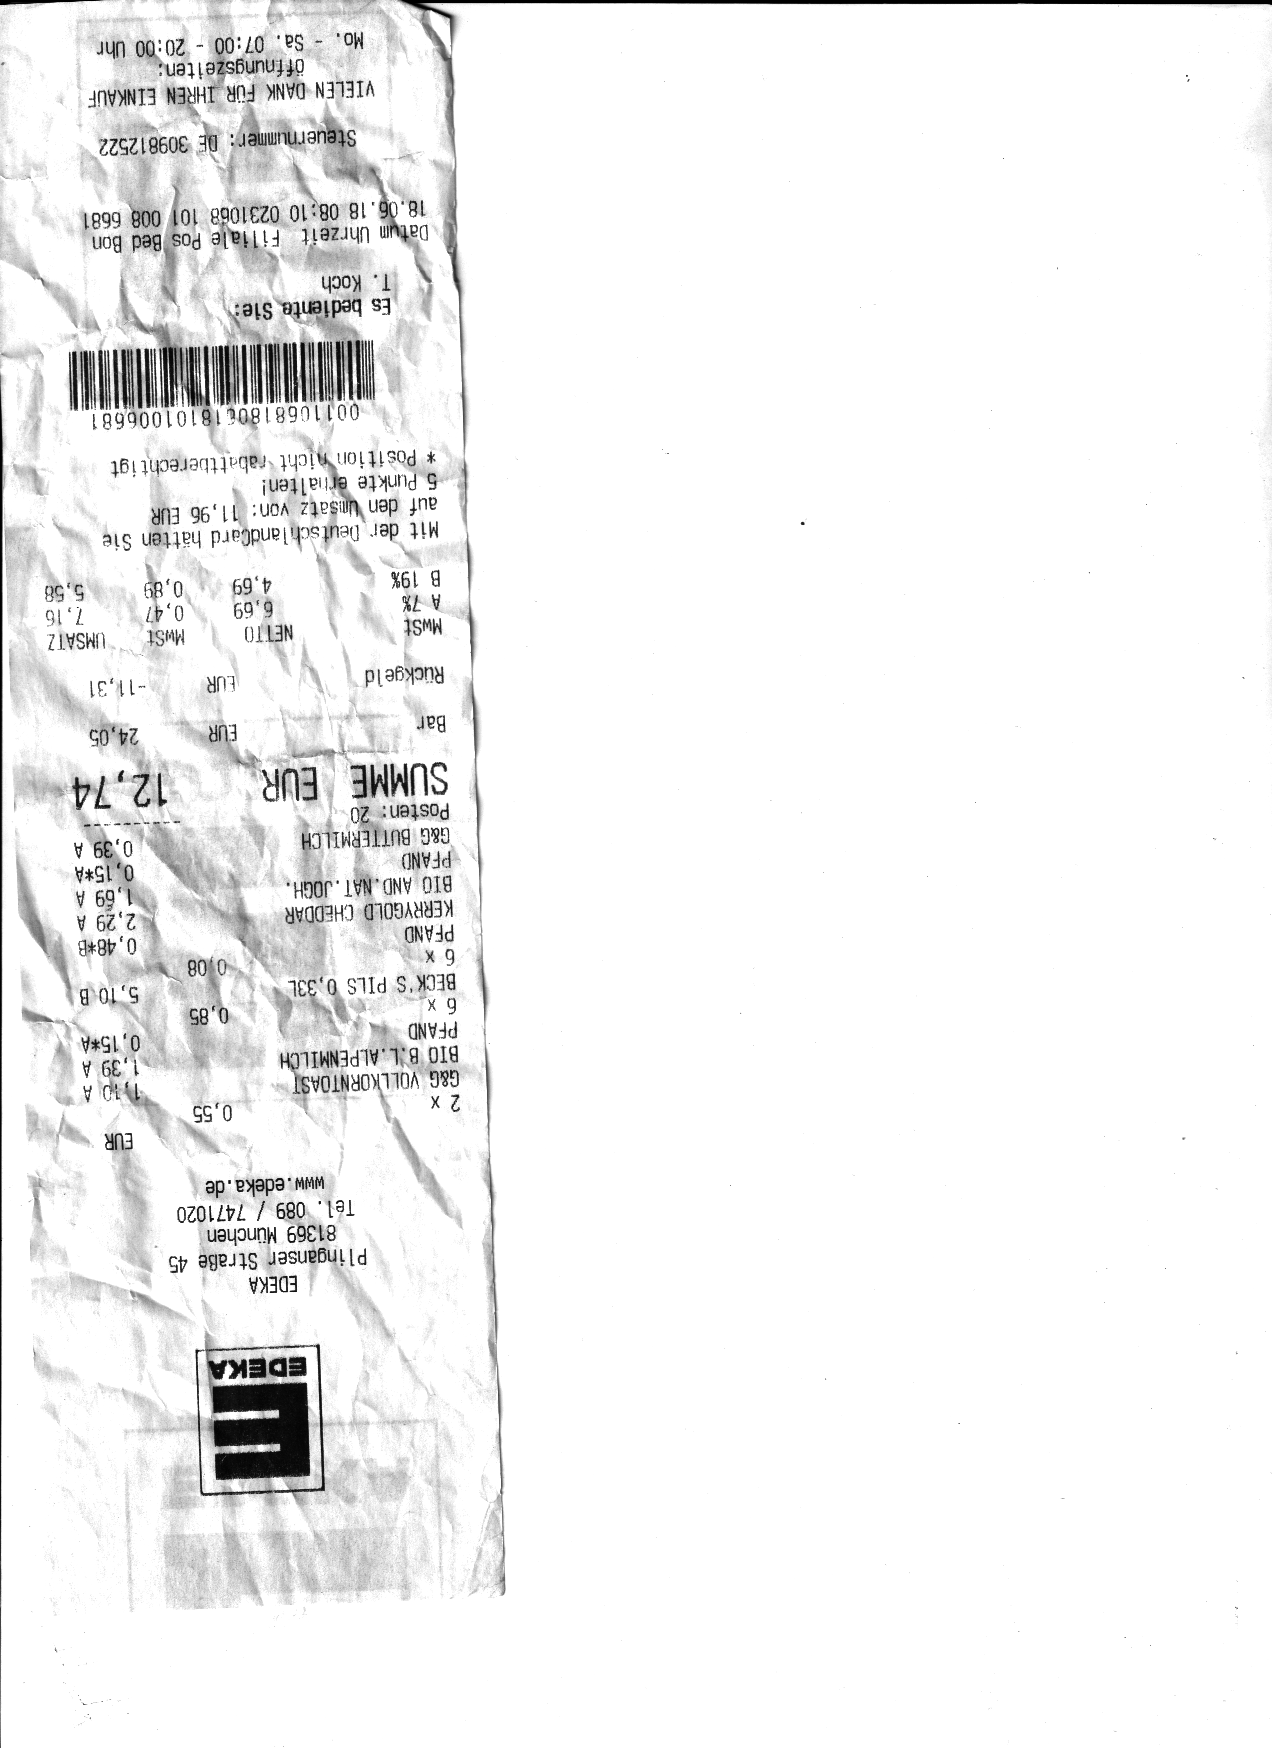 EDEKA
EDEKA
Plinganser Straße 45
81369 München
Tel. 089 / 7471020
www.edeka.de
EUR
2 x 0,55
G&G VOLLKORNTOAST 1,10 A
BIO B.L.ALPENMILCH 1,39 A
PFAND 0,15*A
6 x 0,85
BECK'S PILS 0,33L 5,10 B
6 x 0,08
PFAND 0,48*B
KERRYGOLD CHEDDAR 2,29 A
BIO AND.NAT.JOGH. 1,69 A
PFAND 0,15*A
G&G BUTTERMILCH 0,39 A
----------
Posten: 20
SUMME EUR 12,74
Bar EUR 24,05
Rückgeld EUR -11,31
MwSt NETTO MwSt UMSATZ
A 7% 6,69 0,47 7,16
B 19% 4,69 0,89 5,58
Mit der DeutschlandCard hätten Sie
auf den Umsatz von: 11,96 EUR
5 Punkte erhalten!
* Position nicht rabattberechtigt
0011068180618101006681
Es bediente Sie:
T. Koch
Datum Uhrzeit Filiale Pos Bed Bon
18.06.18 08:10 0231068 101 008 6681
Steuernummer: DE 309812522
VIELEN DANK FÜR IHREN EINKAUF
Öffnungszeiten:
Mo. - Sa. 07:00 - 20:00 Uhr